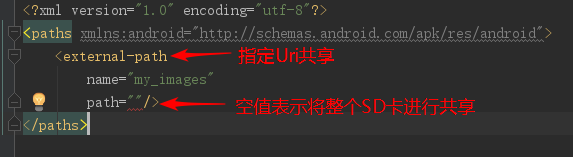 <?xml version="1.0" encoding="utf-8"?>
<paths xmlns:android="http://schemas.android.com/apk/res/android">
<external-path 指定Uri共享
name="my_images"
path=""/> 空值表示将整个SD卡进行共享
</paths>